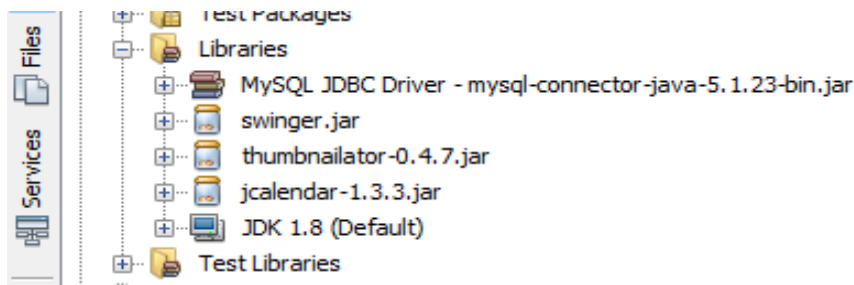 Files
Services
Test Packages
Libraries
MySQL JDBC Driver - mysql-connector-java-5.1.23-bin.jar
swinger.jar
thumbnailator-0.4.7.jar
jcalendar-1.3.3.jar
JDK 1.8 (Default)
Test Libraries